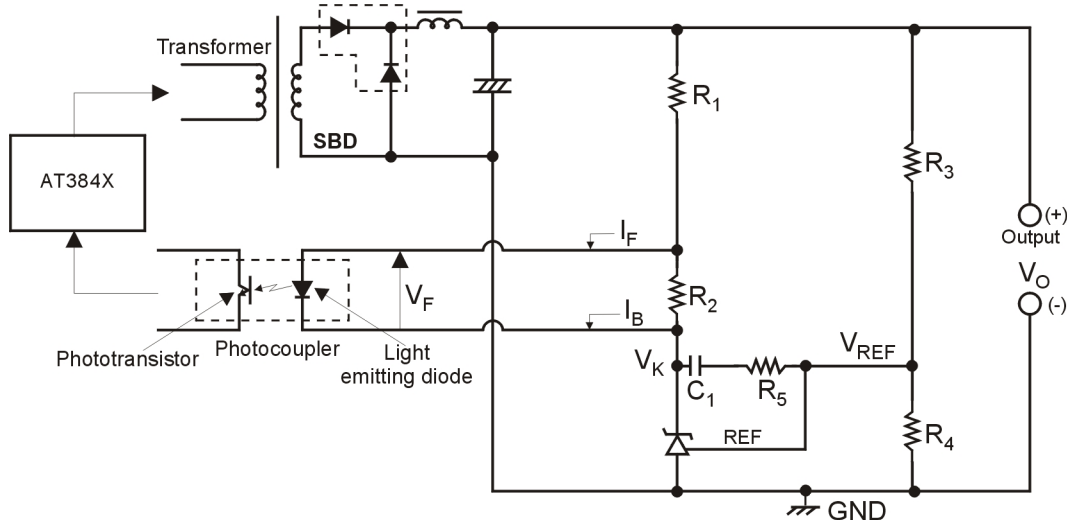 Transformer
SBD
AT384X
R1
R3
(+)
Output
VO
(-)
IF
VF
R2
IB
Phototransistor
Photocoupler
Light
emitting diode
VK
C1
R5
VREF
REF
R4
GND